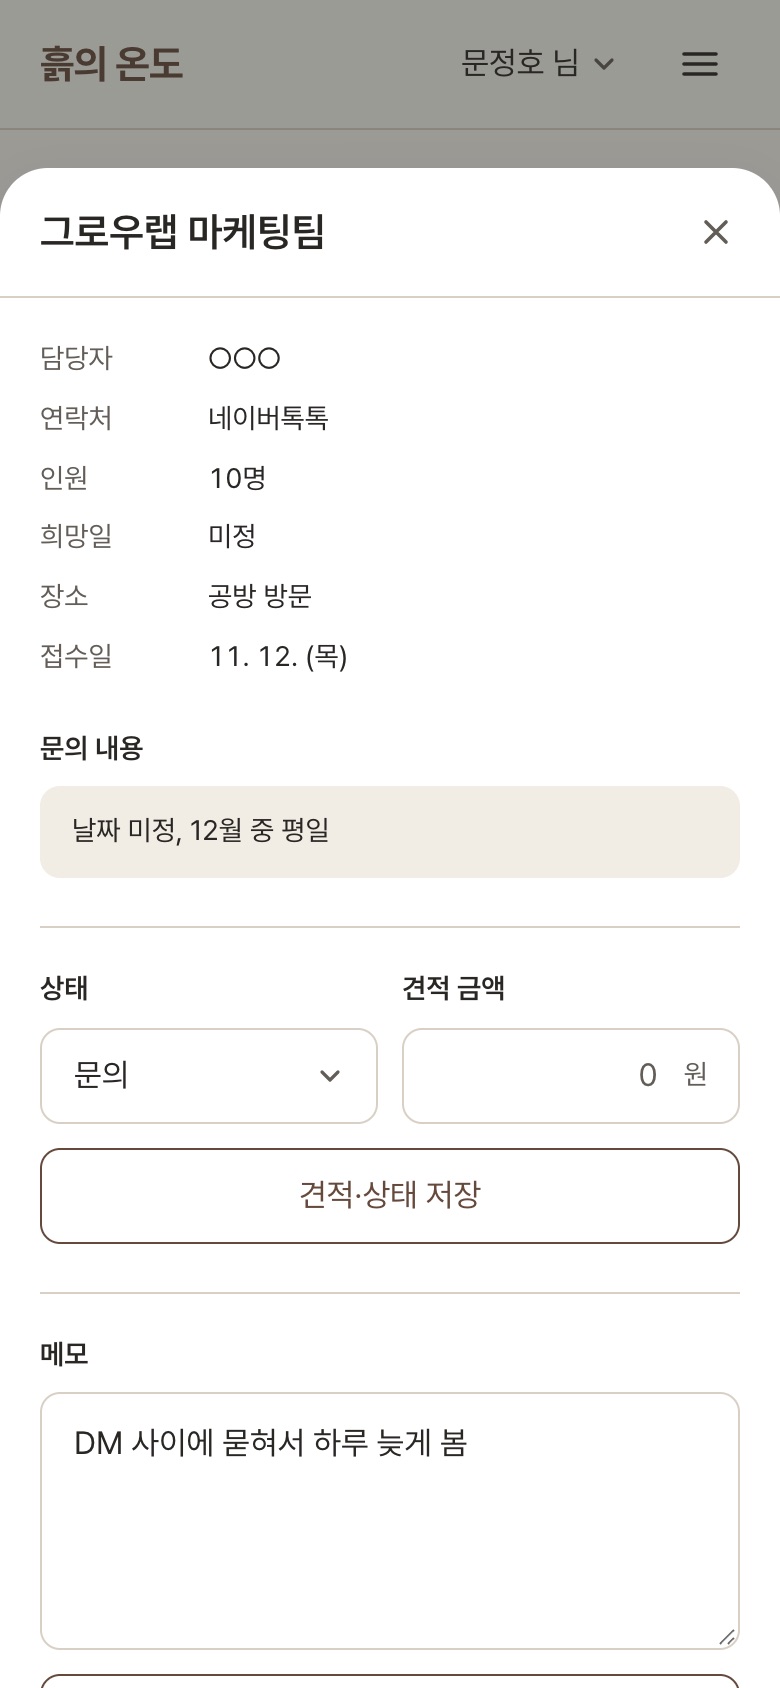 흙의 온도
문정호 님
그로우랩 마케팅팀
담당자 ○○○
연락처 네이버톡톡
인원 10명
희망일 미정
장소 공방 방문
접수일 11. 12. (목)
문의 내용
날짜 미정, 12월 중 평일
상태 견적 금액
문의 0 원
견적·상태 저장
메모
DM 사이에 묻혀서 하루 늦게 봄